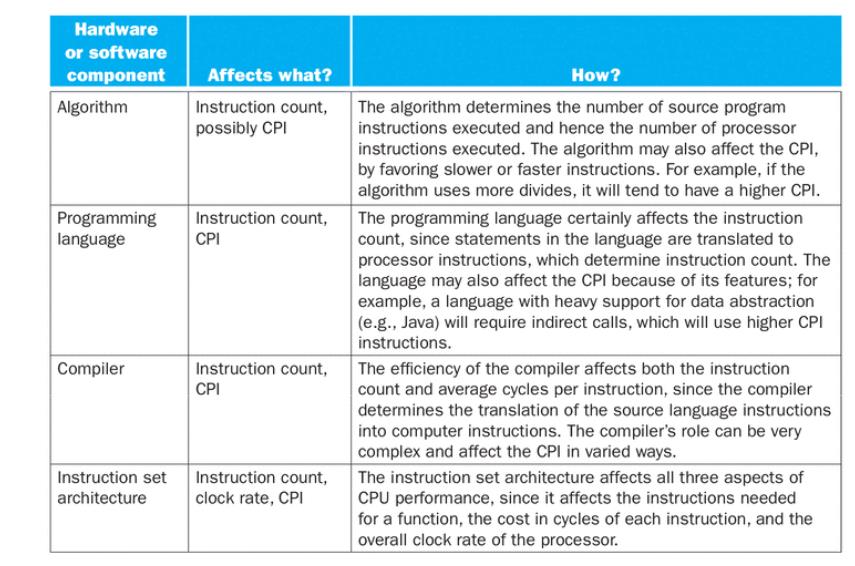 Hardware
or software
component
Affects what?
How?
Algorithm
Instruction count,
possibly CPI
The algorithm determines the number of source program
instructions executed and hence the number of processor
instructions executed. The algorithm may also affect the CPI,
by favoring slower or faster instructions. For example, if the
algorithm uses more divides, it will tend to have a higher CPI.
Programming
language
Instruction count,
CPI
The programming language certainly affects the instruction
count, since statements in the language are translated to
processor instructions, which determine instruction count. The
language may also affect the CPI because of its features; for
example, a language with heavy support for data abstraction
(e.g., Java) will require indirect calls, which will use higher CPI
instructions.
Compiler
Instruction count,
CPI
The efficiency of the compiler affects both the instruction
count and average cycles per instruction, since the compiler
determines the translation of the source language instructions
into computer instructions. The compiler's role can be very
complex and affect the CPI in varied ways.
Instruction set
architecture
Instruction count,
clock rate, CPI
The instruction set architecture affects all three aspects of
CPU performance, since it affects the instructions needed
for a function, the cost in cycles of each instruction, and the
overall clock rate of the processor.